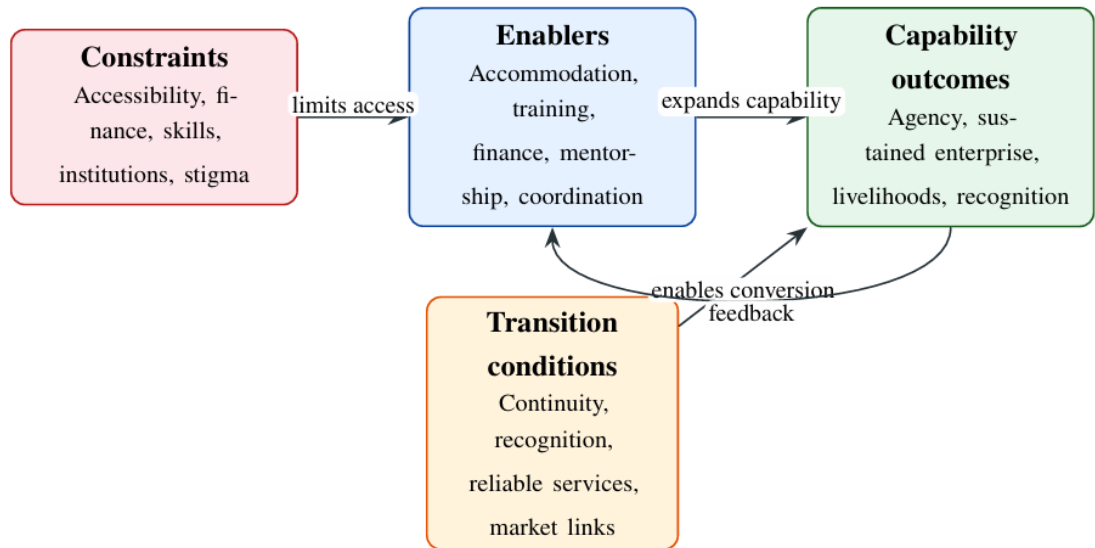 Constraints
Accessibility, fi-
nance, skills,
institutions, stigma
limits access
Enablers
Accommodation,
training,
finance, mentor-
ship, coordination
expands capability
Capability
outcomes
Agency, sus-
tained enterprise,
livelihoods, recognition
enables conversion
feedback
Transition
conditions
Continuity,
recognition,
reliable services,
market links